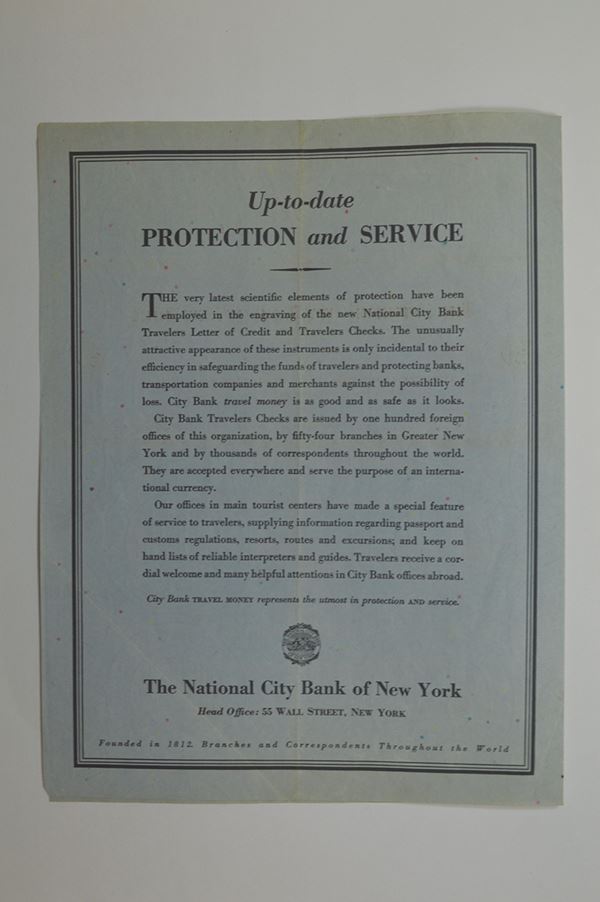 Up-to-date
PROTECTION and SERVICE
THE very latest scientific elements of protection have been
employed in the engraving of the new National City Bank
Travelers Letter of Credit and Travelers Checks. The unusually
attractive appearance of these instruments is only incidental to their
efficiency in safeguarding the funds of travelers and protecting banks,
transportation companies and merchants against the possibility of
loss. City Bank travel money is as good and as safe as it looks.
City Bank Travelers Checks are issued by one hundred foreign
offices of this organization, by fifty-four branches in Greater New
York and by thousands of correspondents throughout the world.
They are accepted everywhere and serve the purpose of an interna-
tional currency.
Our offices in main tourist centers have made a special feature
of service to travelers, supplying information regarding passport and
customs regulations, resorts, routes and excursions; and keep on
hand lists of reliable interpreters and guides. Travelers receive a cor-
dial welcome and many helpful attentions in City Bank offices abroad.
City Bank TRAVEL MONEY represents the utmost in protection AND service.
The National City Bank of New York
Head Office: 55 WALL STREET, NEW YORK
Founded in 1812. Branches and Correspondents Throughout the World